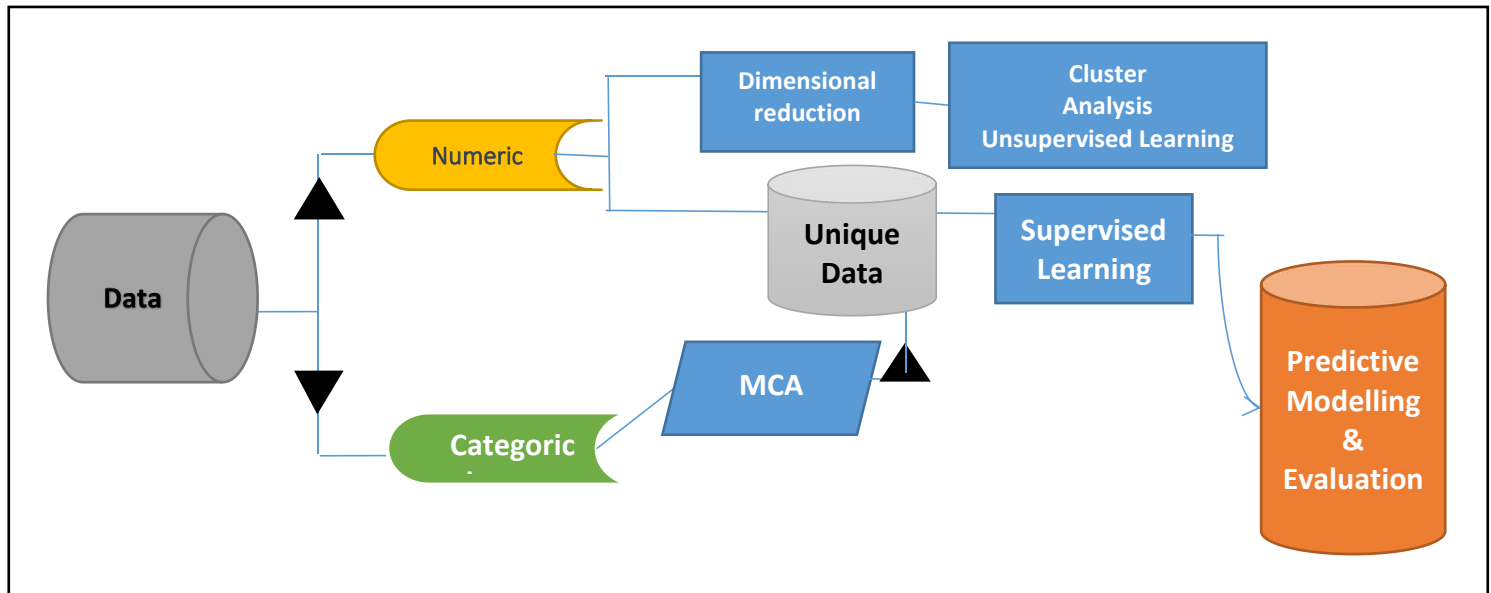 Data
Numeric
Categoric
Dimensional
reduction
Cluster
Analysis
Unsupervised Learning
MCA
Unique
Data
Supervised
Learning
Predictive
Modelling
&
Evaluation